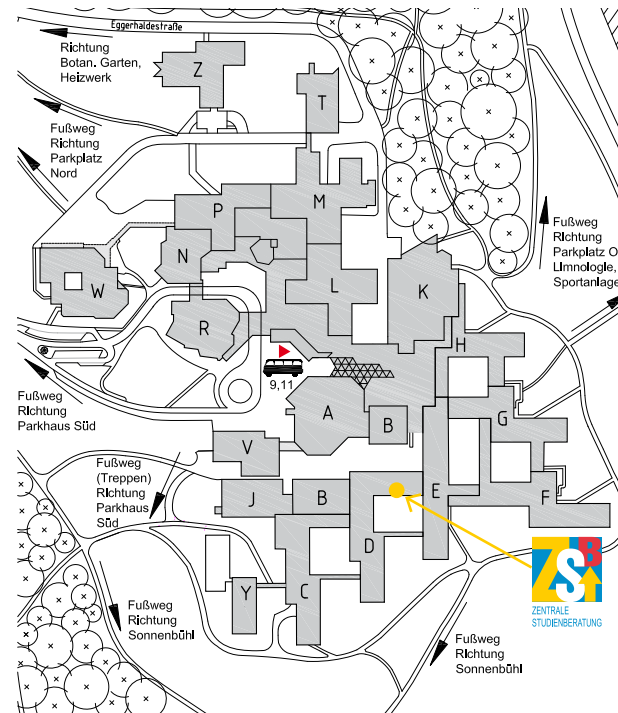 Eggerhaldestraße
Richtung
Botan. Garten,
Heizwerk
Z
T
Fußweg
Richtung
Parkplatz
Nord
P
M
Fußweg
Richtung
Parkplatz O
Limnologie,
Sportanlage
N
W
L
K
R
H
9,11
Fußweg
Richtung
Parkhaus Süd
A
B
G
V
Fußweg
(Treppen)
Richtung
Parkhaus
Süd
J
B
E
F
D
ZSB
ZENTRALE
STUDIENBERATUNG
Y
C
Fußweg
Richtung
Sonnenbühl
Fußweg
Richtung
Sonnenbühl